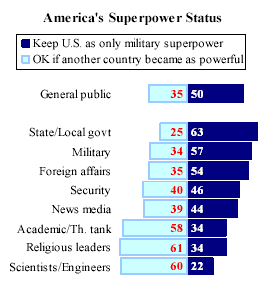 America's Superpower Status
Keep U.S. as only military superpower
OK if another country became as powerful
General public 35 50
State/Local govt 25 63
Military 34 57
Foreign affairs 35 54
Security 40 46
News media 39 44
Academic/Th. tank 58 34
Religious leaders 61 34
Scientists/Engineers 60 22